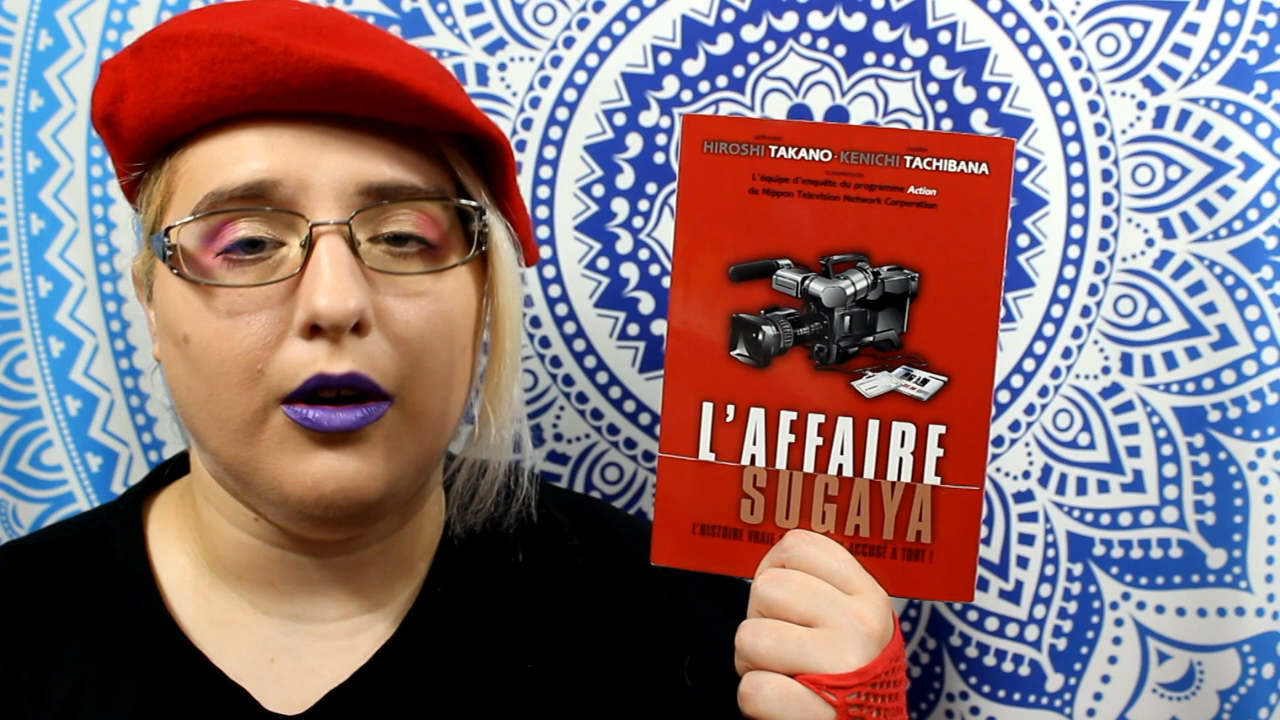 HIROSHI TAKANO · KENICHI TACHIBANA
L'équipe d'enquête du programme Action
de Nippon Television Network Corporation
L'AFFAIRE
SUGAYA
L'HISTOIRE VRAIE ACCUSÉ À TORT !